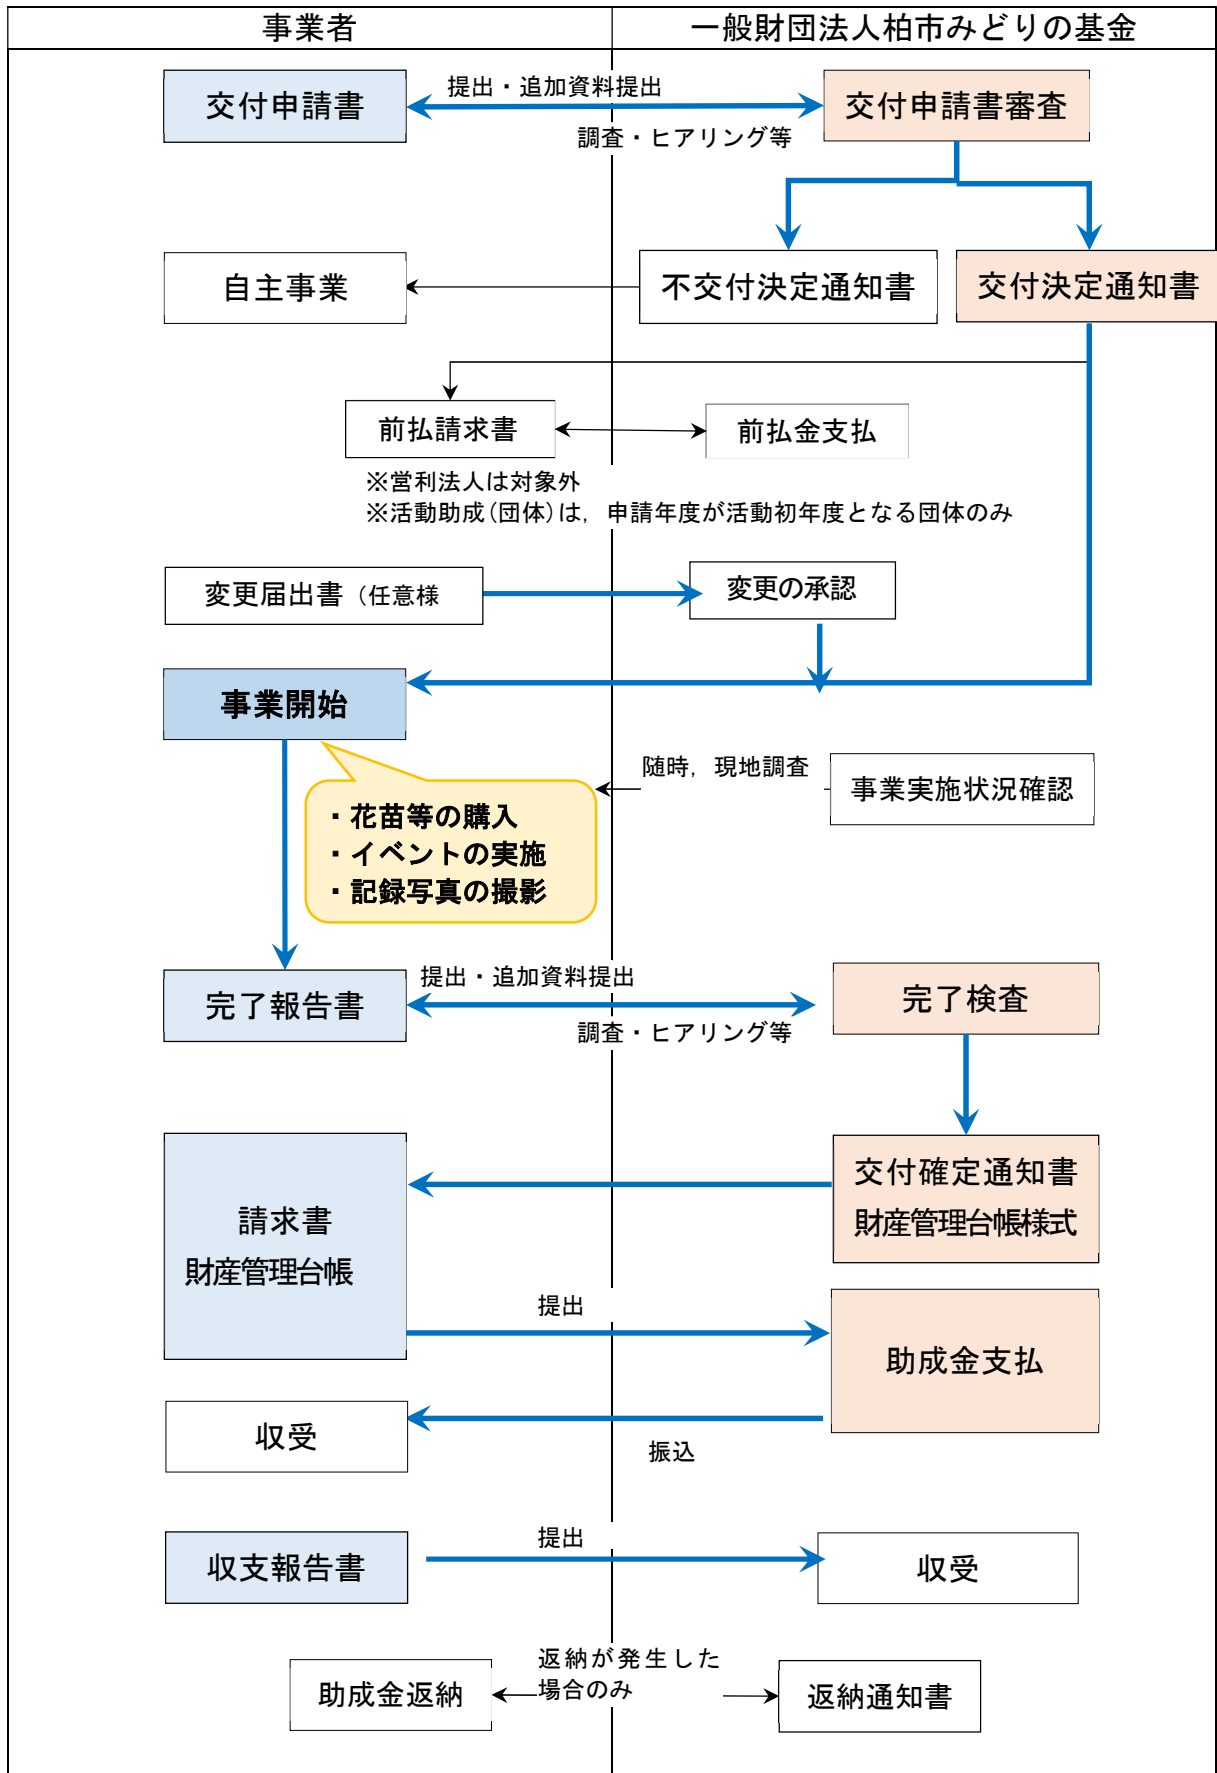 事業者
一般財団法人柏市みどりの基金
交付申請書
提出・追加資料提出
調査・ヒアリング等
交付申請書審査
自主事業
不交付決定通知書
交付決定通知書
前払請求書
前払金支払
※営利法人は対象外
※活動助成(団体)は，申請年度が活動初年度となる団体のみ
変更届出書（任意様
変更の承認
事業開始
随時，現地調査
事業実施状況確認
・花苗等の購入
・イベントの実施
・記録写真の撮影
完了報告書
提出・追加資料提出
調査・ヒアリング等
完了検査
交付確定通知書
財産管理台帳様式
請求書
財産管理台帳
提出
助成金支払
収受
振込
収支報告書
提出
収受
助成金返納
返納が発生した
場合のみ
返納通知書